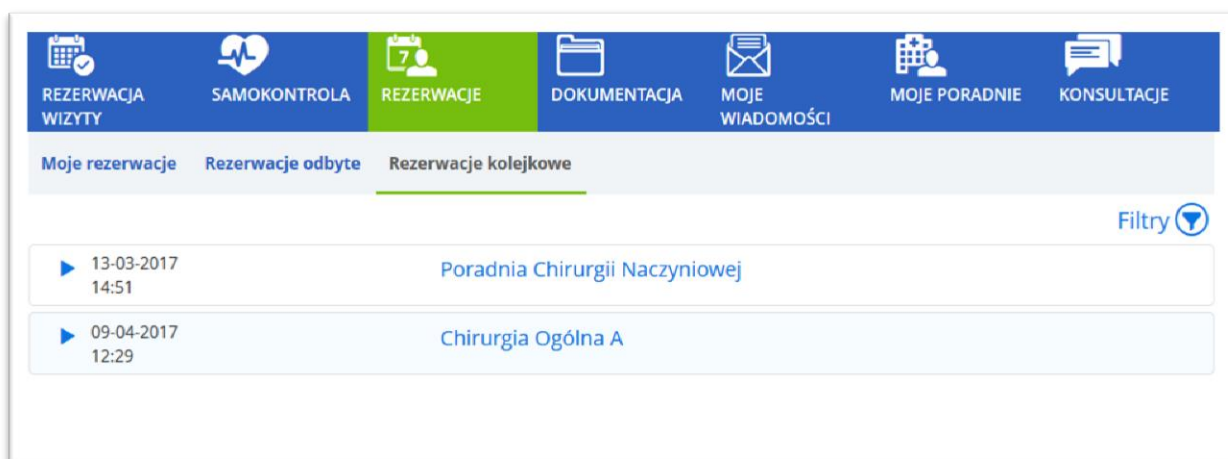 REZERWACJA
WIZYTY
SAMOKONTROLA
7
REZERWACJE
DOKUMENTACJA
MOJE
WIADOMOŚCI
MOJE PORADNIE
KONSULTACJE
Moje rezerwacje
Rezerwacje odbyte
Rezerwacje kolejkowe
Filtry
13-03-2017
14:51
Poradnia Chirurgii Naczyniowej
09-04-2017
12:29
Chirurgia Ogólna A